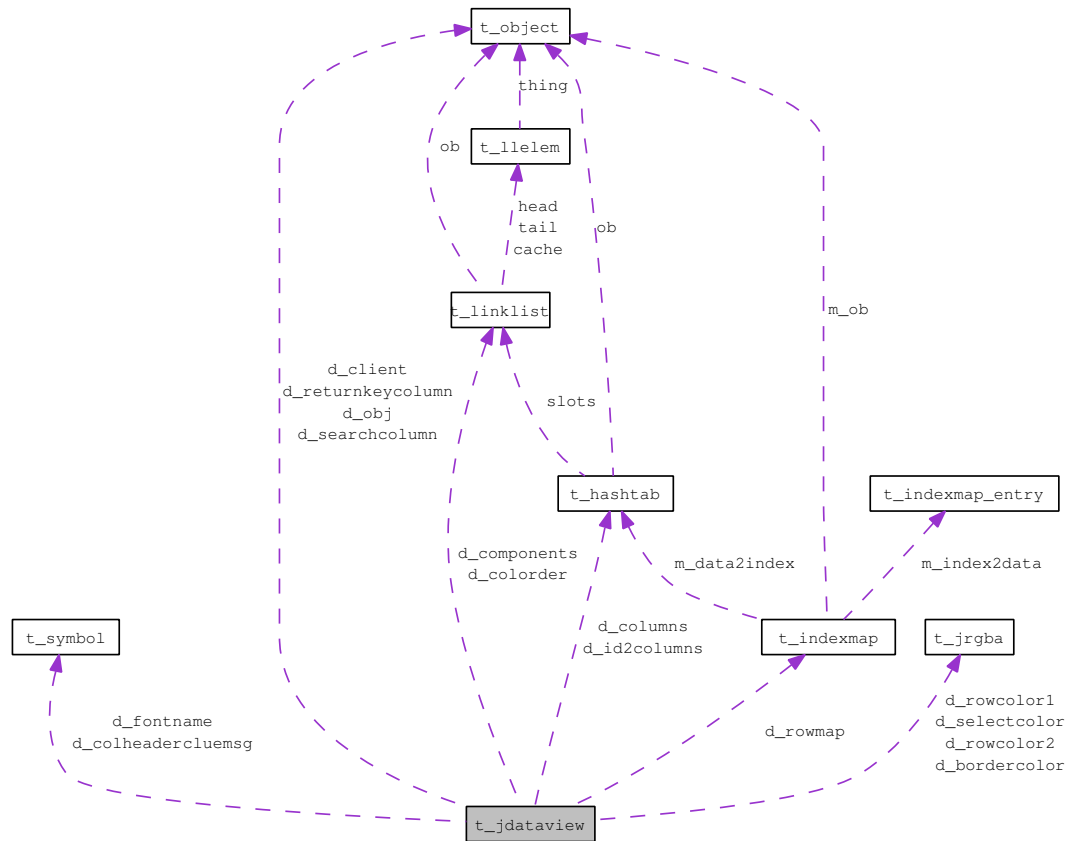 t_object
thing
t_llelem
ob
head
tail
cache
ob
t_linklist
m_ob
d_client
d_returnkeycolumn
d_obj
d_searchcolumn
slots
t_hashtab
t_indexmap_entry
d_components
d_colorder
m_data2index
m_index2data
t_symbol
d_columns
d_id2columns
t_indexmap
t_jrgba
d_fontname
d_colheadercluemsg
d_rowmap
d_rowcolor1
d_selectcolor
d_rowcolor2
d_bordercolor
t_jdataview